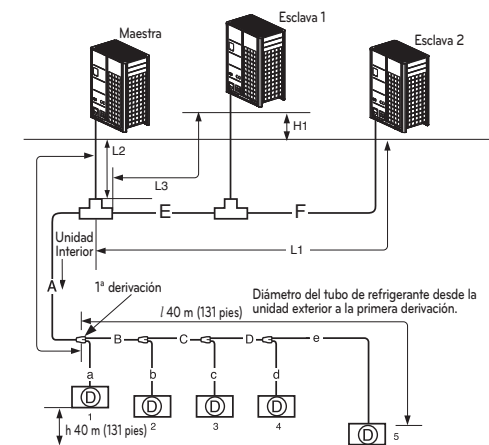 Esclava 1
Maestra
Esclava 2
H1
L2
L3
E
F
Unidad
Interior
L1
A
1ª derivación
Diámetro del tubo de refrigerante desde la
unidad exterior a la primera derivación.
l 40 m (131 pies)
B
C
D
e
a
b
c
d
D
D
D
D
D
1
2
3
4
5
h 40 m (131 pies)